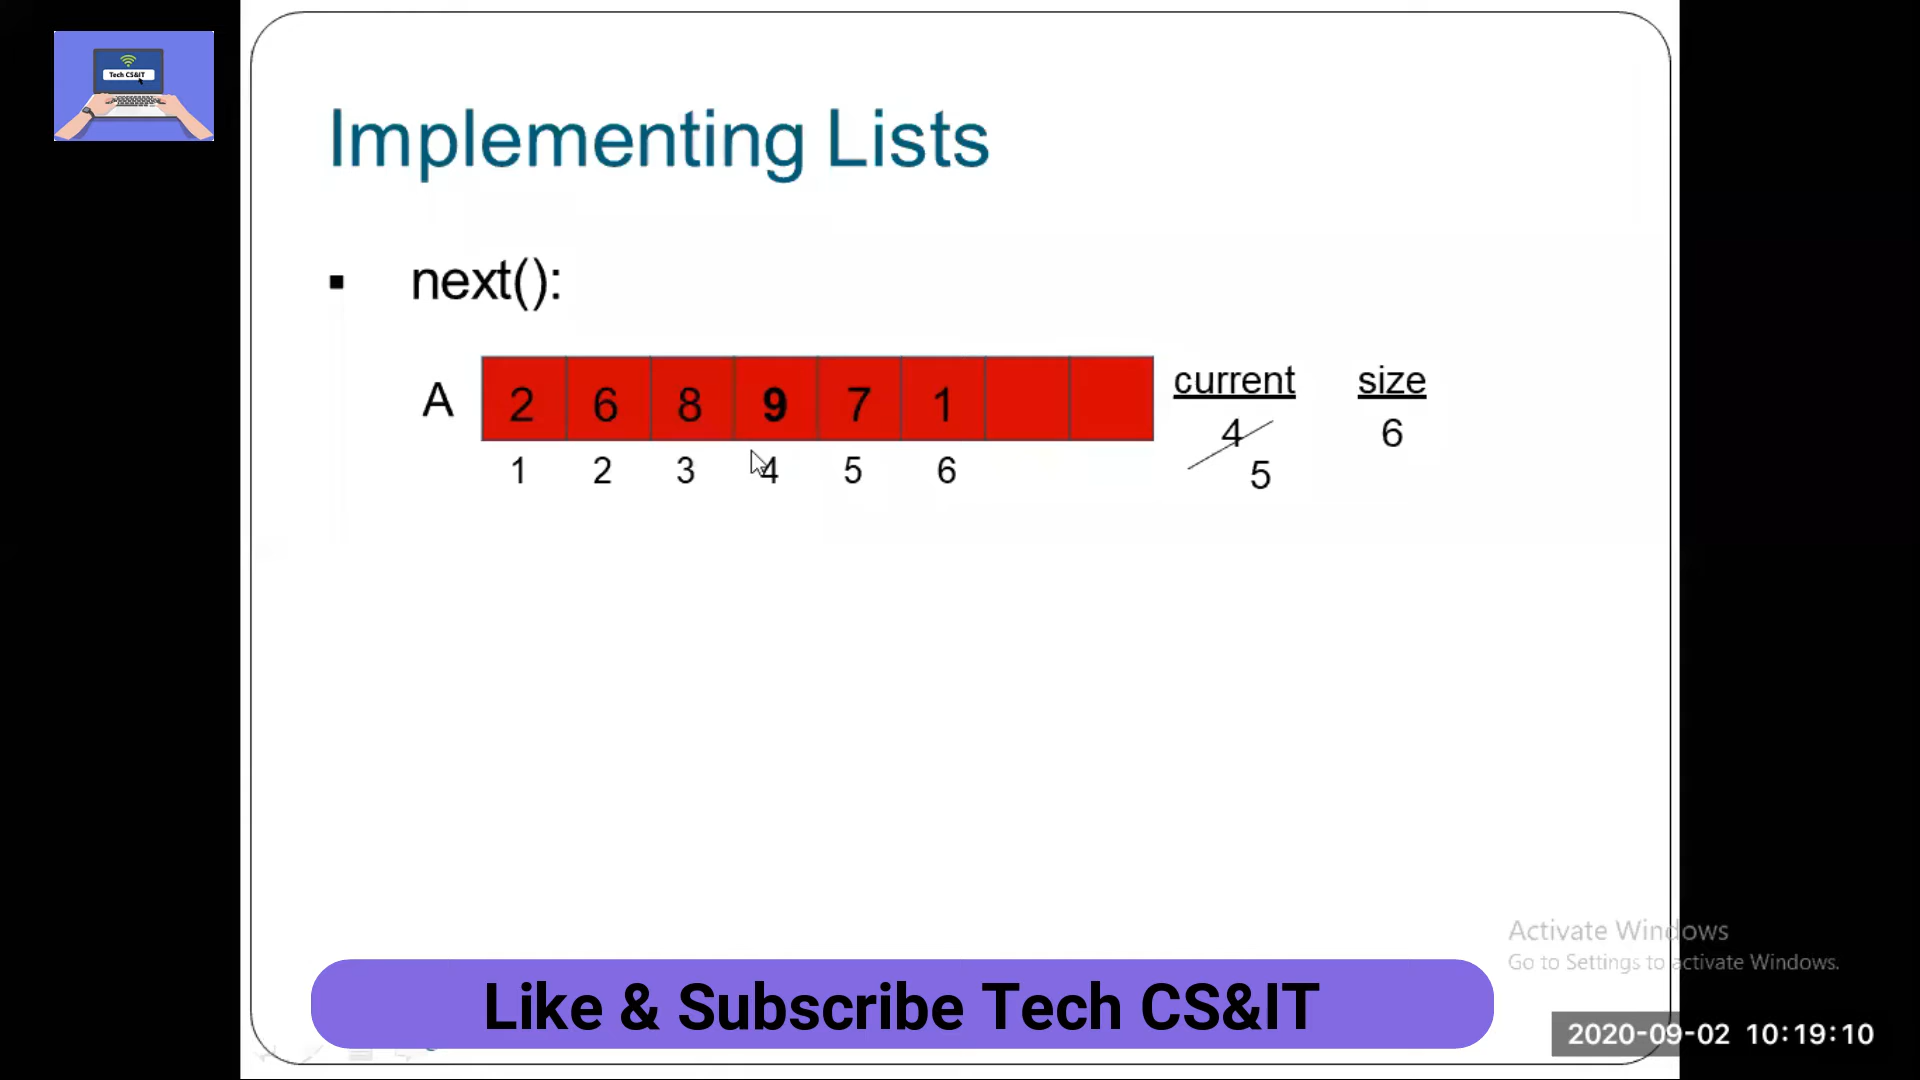 Tech CS&IT
Implementing Lists
▪ next():
A 2 6 8 9 7 1 current size
4 6
1 2 3 4 5 6 5
Activate Windows
Go to Settings to activate Windows.
Like & Subscribe Tech CS&IT
2020-09-02 10:19:10